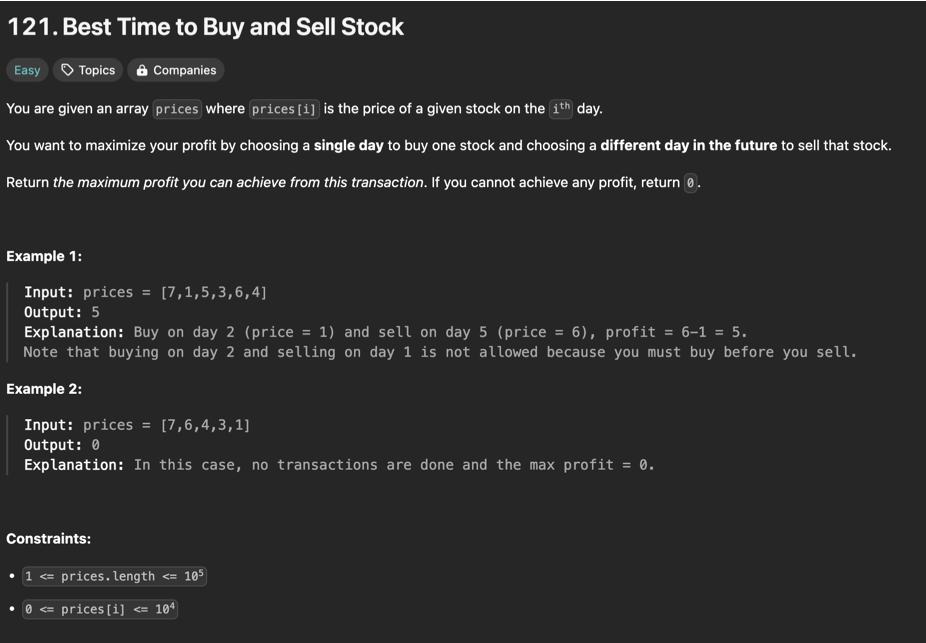 121. Best Time to Buy and Sell Stock
Easy Topics Companies
You are given an array prices where prices[i] is the price of a given stock on the iᵗʰ day.
You want to maximize your profit by choosing a single day to buy one stock and choosing a different day in the future to sell that stock.
Return the maximum profit you can achieve from this transaction. If you cannot achieve any profit, return 0.
Example 1:
Input: prices = [7,1,5,3,6,4]
Output: 5
Explanation: Buy on day 2 (price = 1) and sell on day 5 (price = 6), profit = 6-1 = 5.
Note that buying on day 2 and selling on day 1 is not allowed because you must buy before you sell.
Example 2:
Input: prices = [7,6,4,3,1]
Output: 0
Explanation: In this case, no transactions are done and the max profit = 0.
Constraints:
• 1 <= prices.length <= 10⁵
• 0 <= prices[i] <= 10⁴